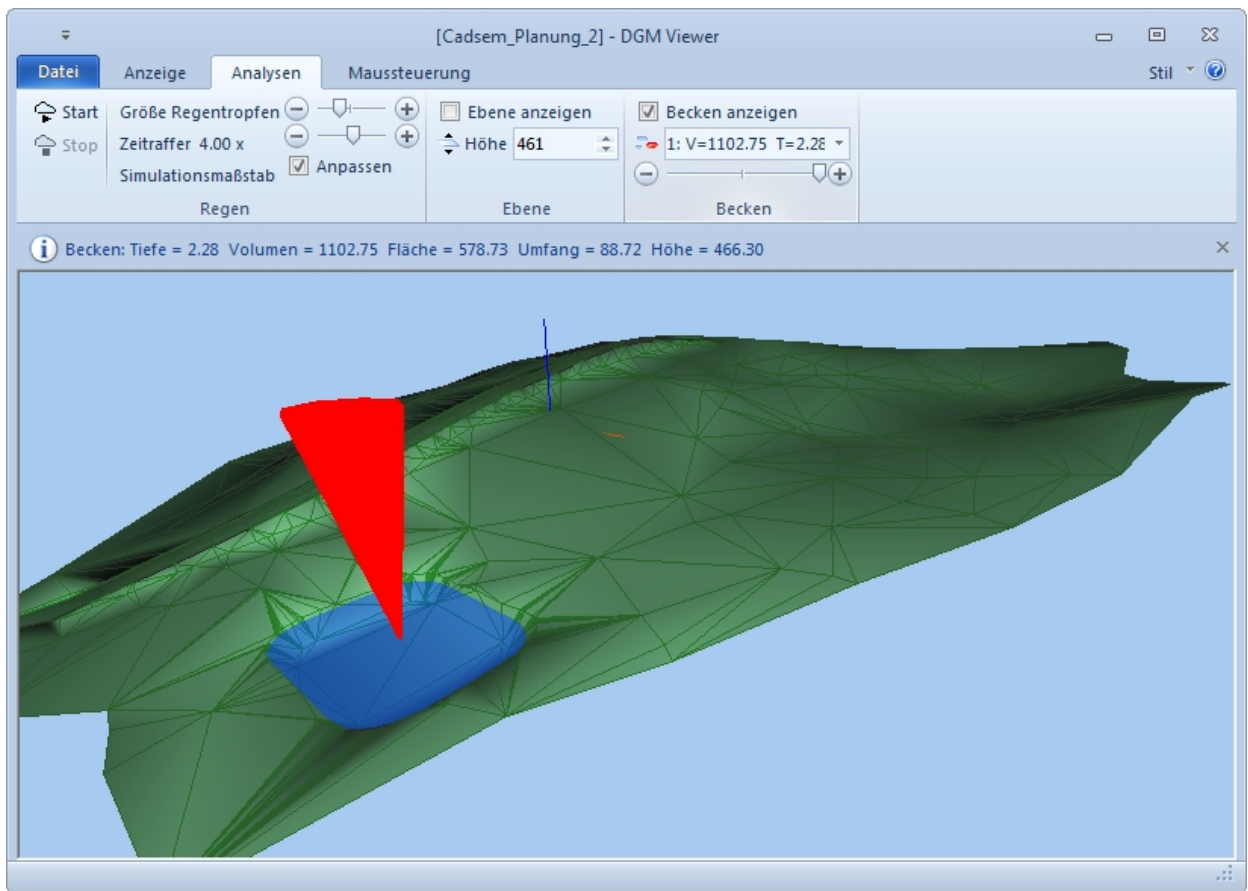 [Cadsem_Planung_2] - DGM Viewer
Datei Anzeige Analysen Maussteuerung Stil
Start Größe Regentropfen Ebene anzeigen Becken anzeigen
Stop Zeitraffer 4.00 x Höhe 461 1: V=1102.75 T=2.28
Simulationsmaßstab Anpassen
Regen Ebene Becken
Becken: Tiefe = 2.28 Volumen = 1102.75 Fläche = 578.73 Umfang = 88.72 Höhe = 466.30